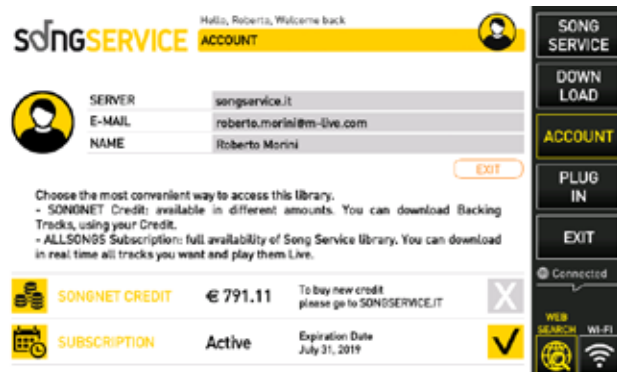 SONGSERVICE
Hello, Roberto, Welcome back
ACCOUNT
SERVER songservice.it
E-MAIL roberto.morini@m-live.com
NAME Roberto Morini
EXIT
Choose the most convenient way to access this library.
- SONGNET Credit: available in different amounts. You can download Backing
Tracks, using your Credit.
- ALLSONGS Subscription: full availability of Song Service library. You can download
in real time all tracks you want and play them Live.
SONGNET CREDIT € 791.11 To buy new credit
please go to SONGSERVICE.IT
X
SUBSCRIPTION Active Expiration Date
July 31, 2019
SONG
SERVICE
DOWN
LOAD
ACCOUNT
PLUG
IN
EXIT
Connected
WEB
SEARCH WI-FI